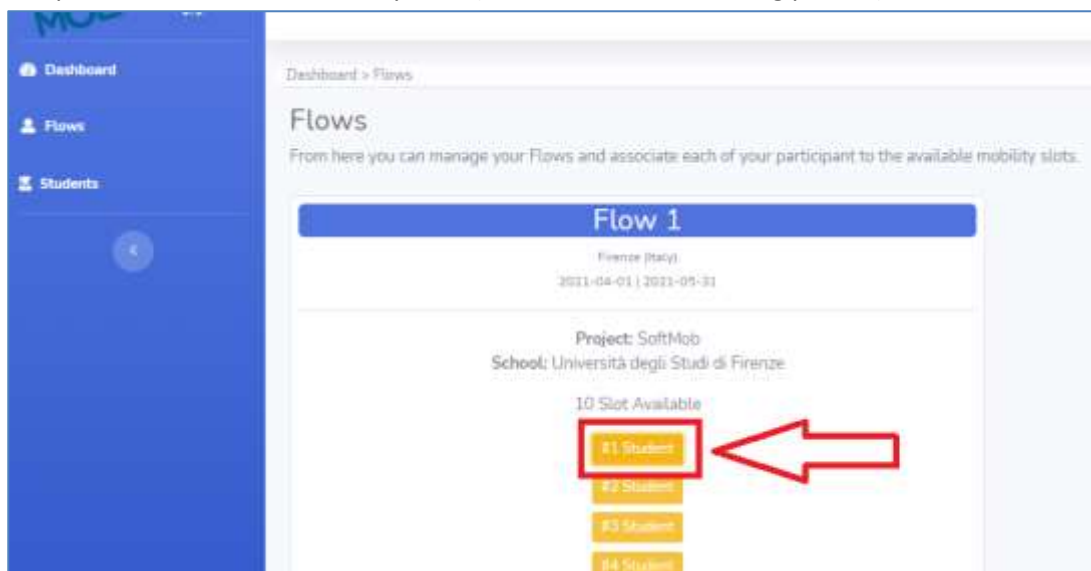 MOB
Dashboard
Flows
Students
Dashboard > Flows
Flows
From here you can manage your Flows and associate each of your participant to the available mobility slots.
Flow 1
Firenze (Italy)
2021-04-01 | 2021-05-31
Project: SoftMob
School: Università degli Studi di Firenze
10 Slot Available
#1 Student
#2 Student
#3 Student
#4 Student